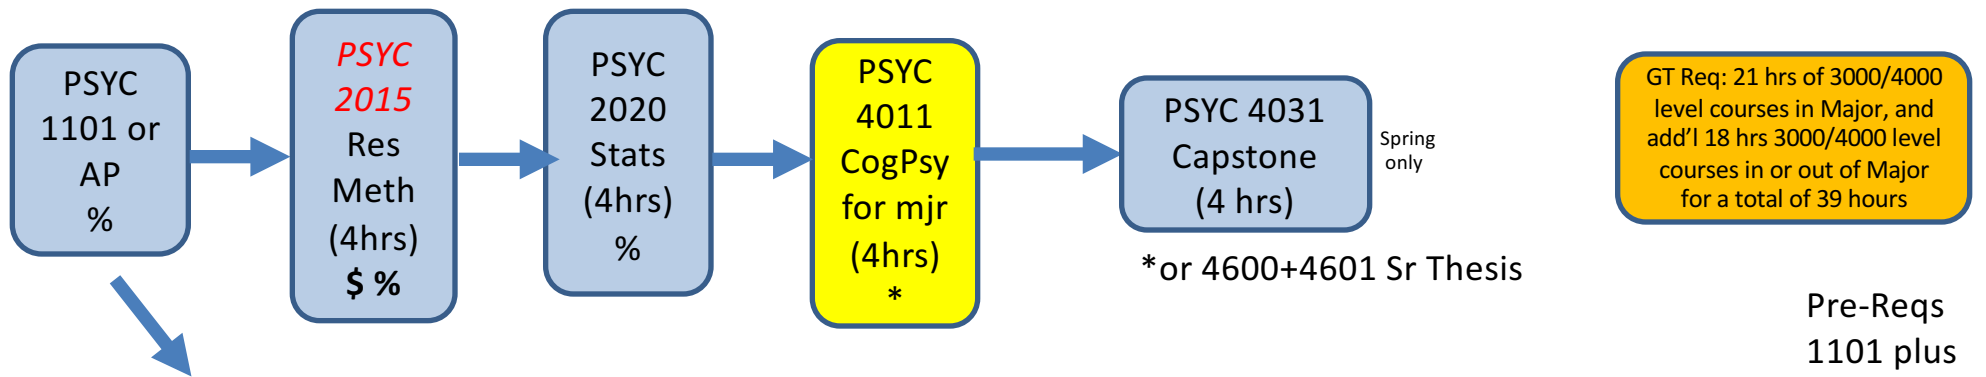 PSYC
1101 or
AP
%
PSYC
2015
Res
Meth
(4hrs)
$ %
PSYC
2020
Stats
(4hrs)
%
PSYC
4011
CogPsy
for mjr
(4hrs)
*
PSYC 4031
Capstone
(4 hrs)
Spring
only
*or 4600+4601 Sr Thesis
GT Req: 21 hrs of 3000/4000
level courses in Major, and
add’l 18 hrs 3000/4000 level
courses in or out of Major
for a total of 39 hours
Pre-Reqs
1101 plus